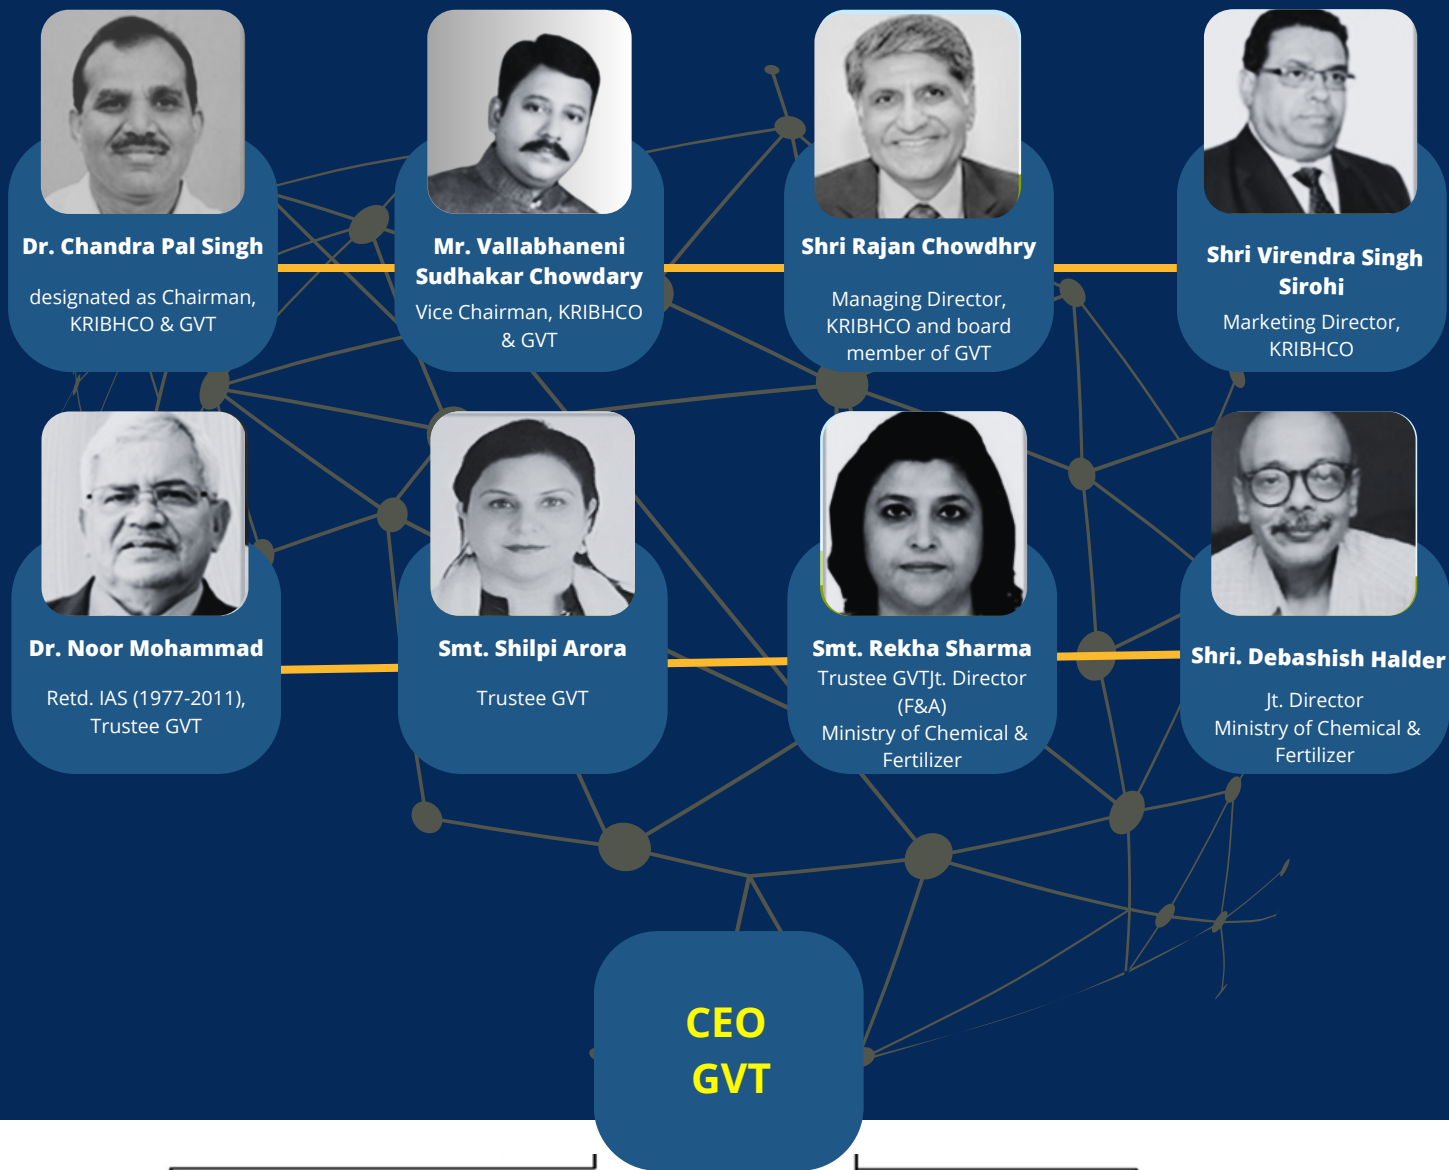 Dr. Chandra Pal Singh
designated as Chairman,
KRIBHCO & GVT
Mr. Vallabhaneni
Sudhakar Chowdary
Vice Chairman, KRIBHCO
& GVT
Shri Rajan Chowdhry
Managing Director,
KRIBHCO and board
member of GVT
Shri Virendra Singh
Sirohi
Marketing Director,
KRIBHCO
Dr. Noor Mohammad
Retd. IAS (1977-2011),
Trustee GVT
Smt. Shilpi Arora
Trustee GVT
Smt. Rekha Sharma
Trustee GVTJt. Director
(F&A)
Ministry of Chemical &
Fertilizer
Shri. Debashish Halder
Jt. Director
Ministry of Chemical &
Fertilizer
CEO
GVT